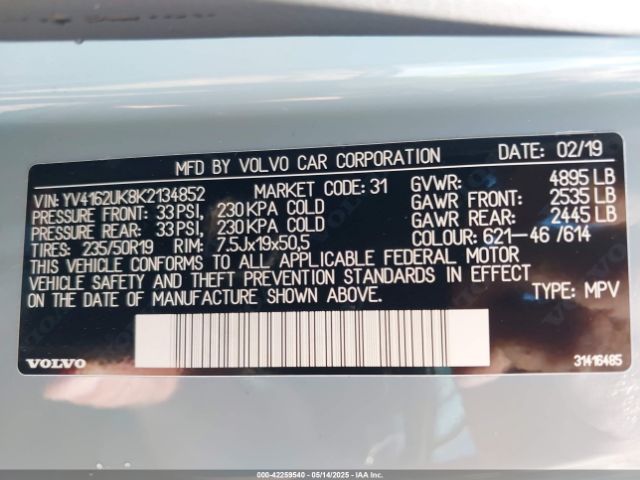 MFD BY VOLVO CAR CORPORATION DATE: 02/19
VIN: YV4162UK8K2134852 MARKET CODE: 31 GVWR: 4895 LB
PRESSURE FRONT: 33 PSI, 230 KPA COLD GAWR FRONT: 2535 LB
PRESSURE REAR: 33 PSI, 230 KPA COLD GAWR REAR: 2445 LB
TIRES: 235/50R19 RIM: 7.5Jx19x50,5 COLOUR: 621-46 /614
THIS VEHICLE CONFORMS TO ALL APPLICABLE FEDERAL MOTOR
VEHICLE SAFETY AND THEFT PREVENTION STANDARDS IN EFFECT
ON THE DATE OF MANUFACTURE SHOWN ABOVE. TYPE: MPV
VOLVO 31416485
000-42259540 - 05/14/2025 - IAAI.COM